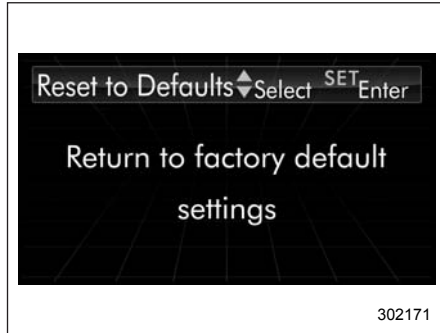 Reset to Defaults Select SET Enter
Return to factory default
settings
302171